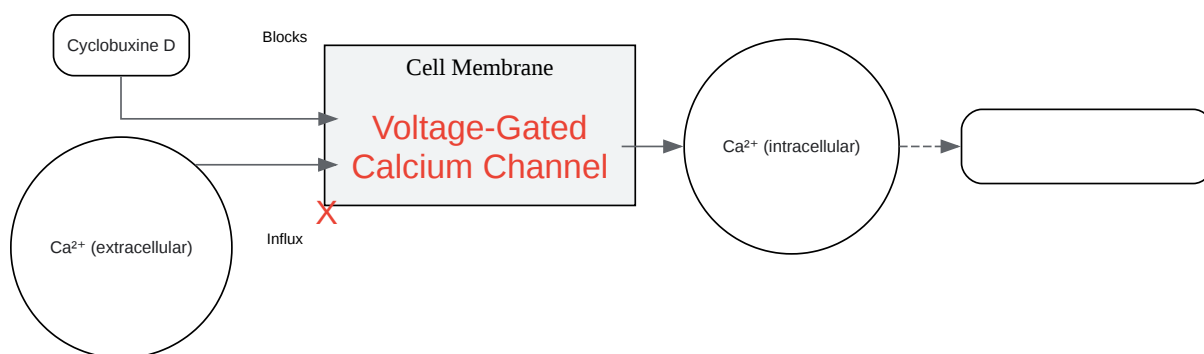 Cyclobuxine D
Blocks
Cell Membrane
Voltage-Gated
Calcium Channel
Ca²⁺ (intracellular)
X
Influx
Ca²⁺ (extracellular)